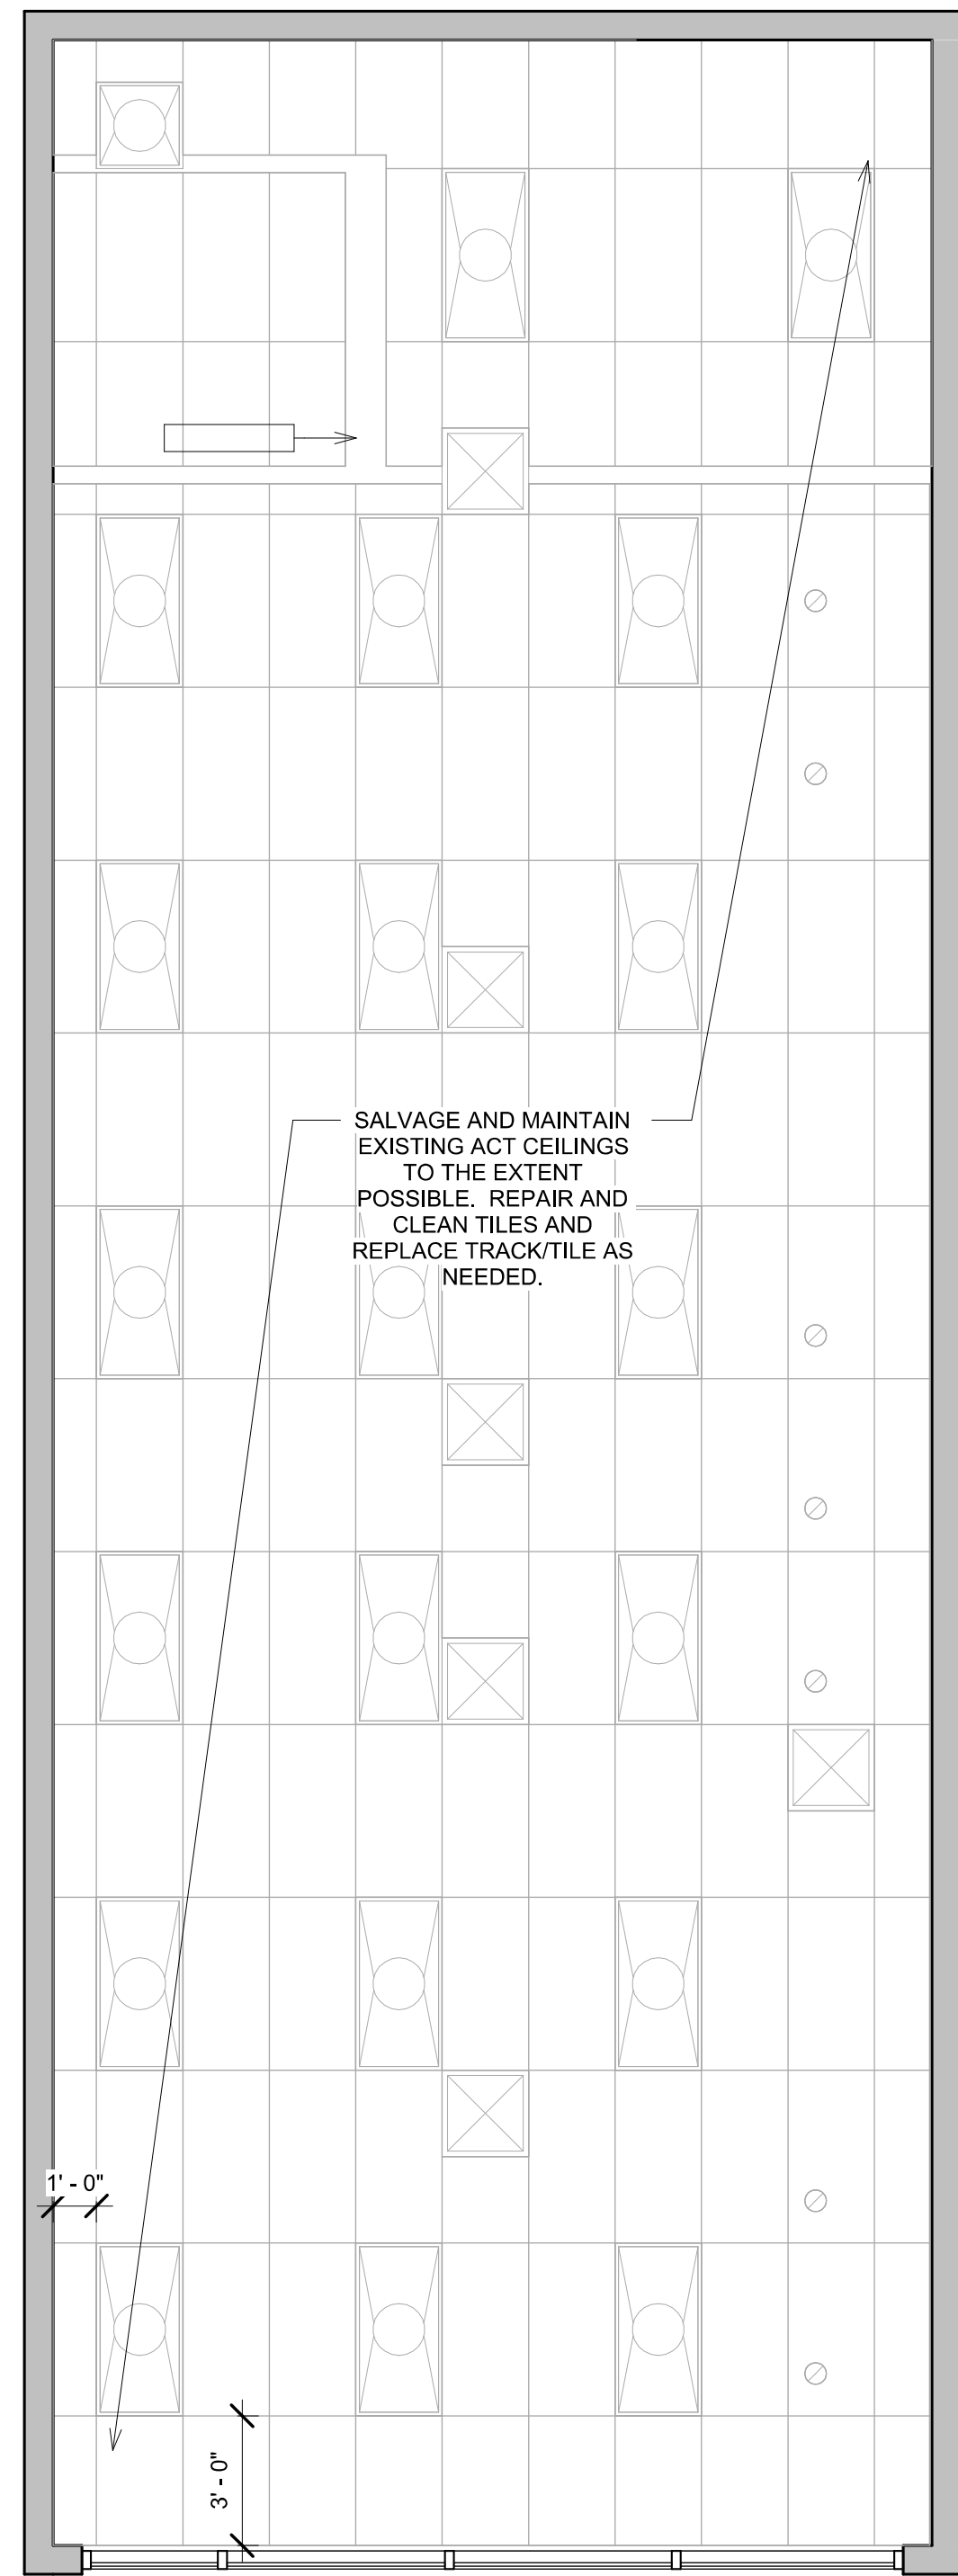 SALVAGE AND MAINTAIN
EXISTING ACT CEILINGS
TO THE EXTENT
POSSIBLE.  REPAIR AND
CLEAN TILES AND
REPLACE TRACK/TILE AS
NEEDED.
1' - 0"
3' - 0"